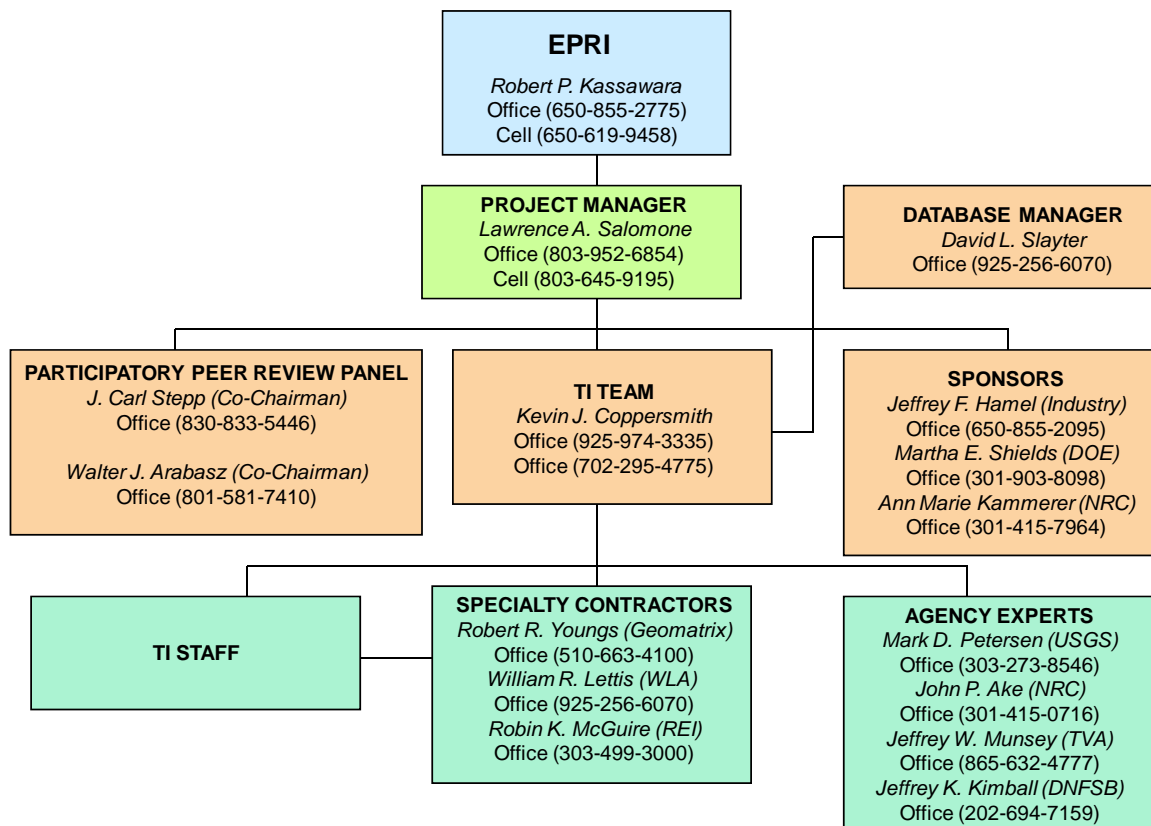 EPRI
Robert P. Kassawara
Office (650-855-2775)
Cell (650-619-9458)
PROJECT MANAGER
Lawrence A. Salomone
Office (803-952-6854)
Cell (803-645-9195)
DATABASE MANAGER
David L. Slayter
Office (925-256-6070)
PARTICIPATORY PEER REVIEW PANEL
J. Carl Stepp (Co-Chairman)
Office (830-833-5446)
Walter J. Arabasz (Co-Chairman)
Office (801-581-7410)
TI TEAM
Kevin J. Coppersmith
Office (925-974-3335)
Office (702-295-4775)
SPONSORS
Jeffrey F. Hamel (Industry)
Office (650-855-2095)
Martha E. Shields (DOE)
Office (301-903-8098)
Ann Marie Kammerer (NRC)
Office (301-415-7964)
TI STAFF
SPECIALTY CONTRACTORS
Robert R. Youngs (Geomatrix)
Office (510-663-4100)
William R. Lettis (WLA)
Office (925-256-6070)
Robin K. McGuire (REI)
Office (303-499-3000)
AGENCY EXPERTS
Mark D. Petersen (USGS)
Office (303-273-8546)
John P. Ake (NRC)
Office (301-415-0716)
Jeffrey W. Munsey (TVA)
Office (865-632-4777)
Jeffrey K. Kimball (DNFSB)
Office (202-694-7159)